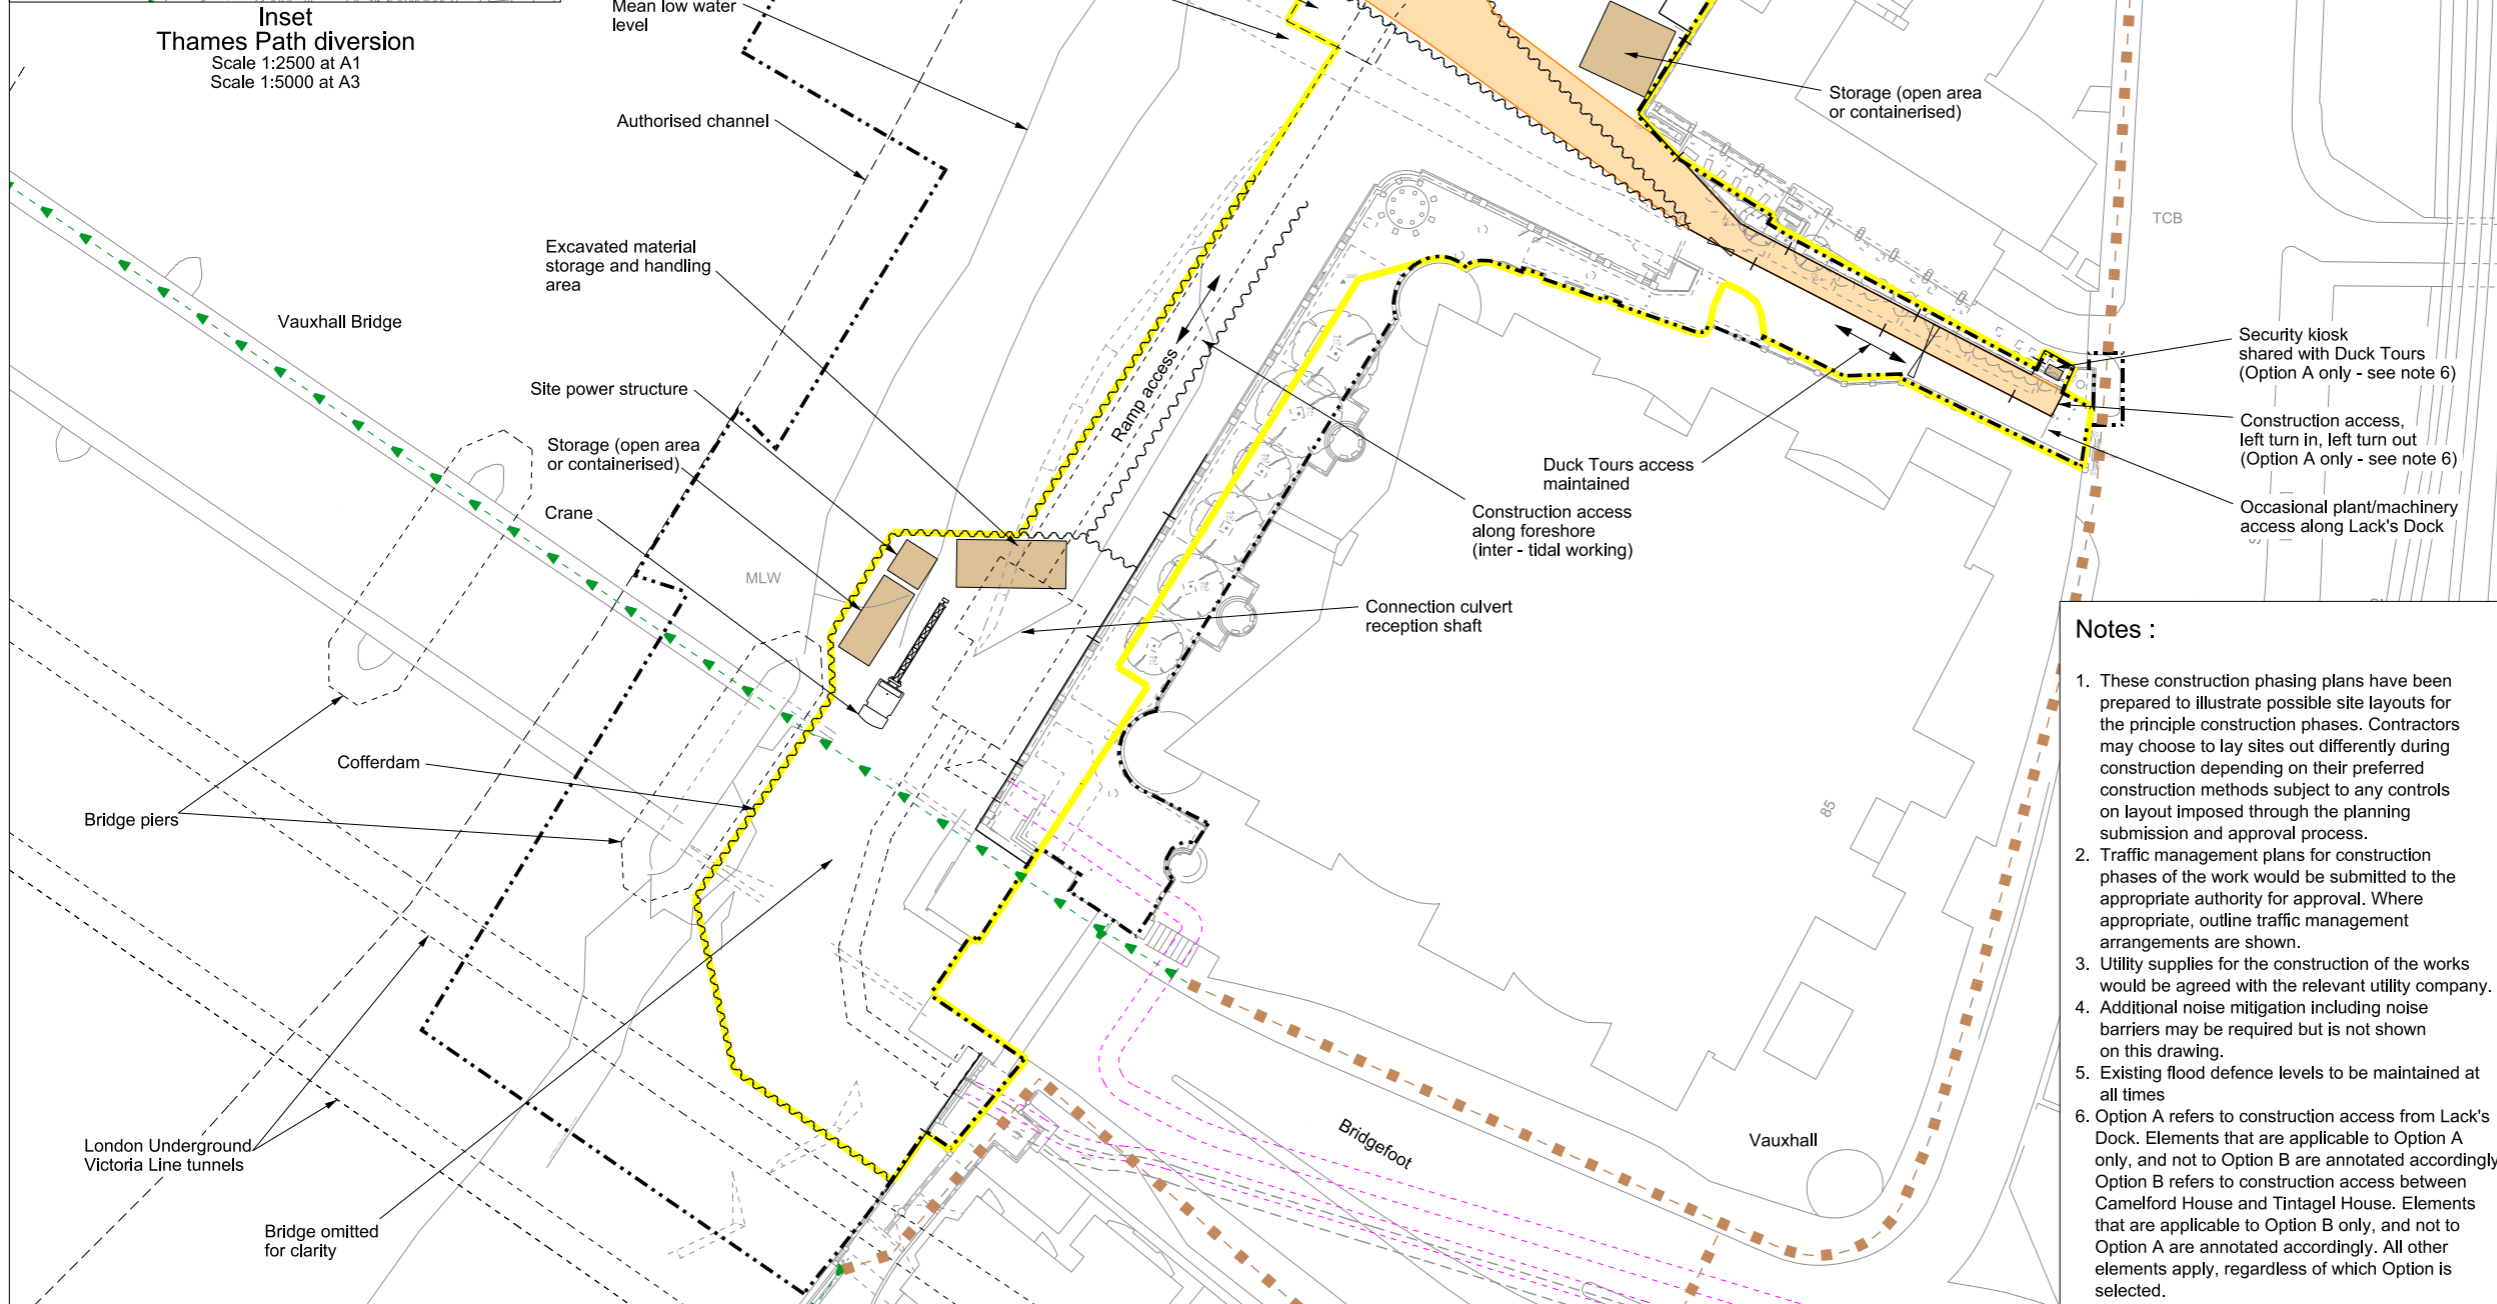 Inset
Thames Path diversion
Scale 1:2500 at A1
Scale 1:5000 at A3
Mean low water
level
Authorised channel
Excavated material
storage and handling
area
Vauxhall Bridge
Site power structure
Storage (open area
or containerised)
Crane
MLW
Cofferdam
Bridge piers
London Underground
Victoria Line tunnels
Bridge omitted
for clarity
Ramp access
Storage (open area
or containerised)
TCB
Security kiosk
shared with Duck Tours
(Option A only - see note 6)
Construction access,
left turn in, left turn out
(Option A only - see note 6)
Occasional plant/machinery
access along Lack's Dock
Duck Tours access
maintained
Construction access
along foreshore
(inter - tidal working)
Connection culvert
reception shaft
85
Bridgefoot
Vauxhall
Notes :
1. These construction phasing plans have been
prepared to illustrate possible site layouts for
the principle construction phases. Contractors
may choose to lay sites out differently during
construction depending on their preferred
construction methods subject to any controls
on layout imposed through the planning
submission and approval process.
2. Traffic management plans for construction
phases of the work would be submitted to the
appropriate authority for approval. Where
appropriate, outline traffic management
arrangements are shown.
3. Utility supplies for the construction of the works
would be agreed with the relevant utility company.
4. Additional noise mitigation including noise
barriers may be required but is not shown
on this drawing.
5. Existing flood defence levels to be maintained at
all times
6. Option A refers to construction access from Lack's
Dock. Elements that are applicable to Option A
only, and not to Option B are annotated accordingly
Option B refers to construction access between
Camelford House and Tintagel House. Elements
that are applicable to Option B only, and not to
Option A are annotated accordingly. All other
elements apply, regardless of which Option is
selected.